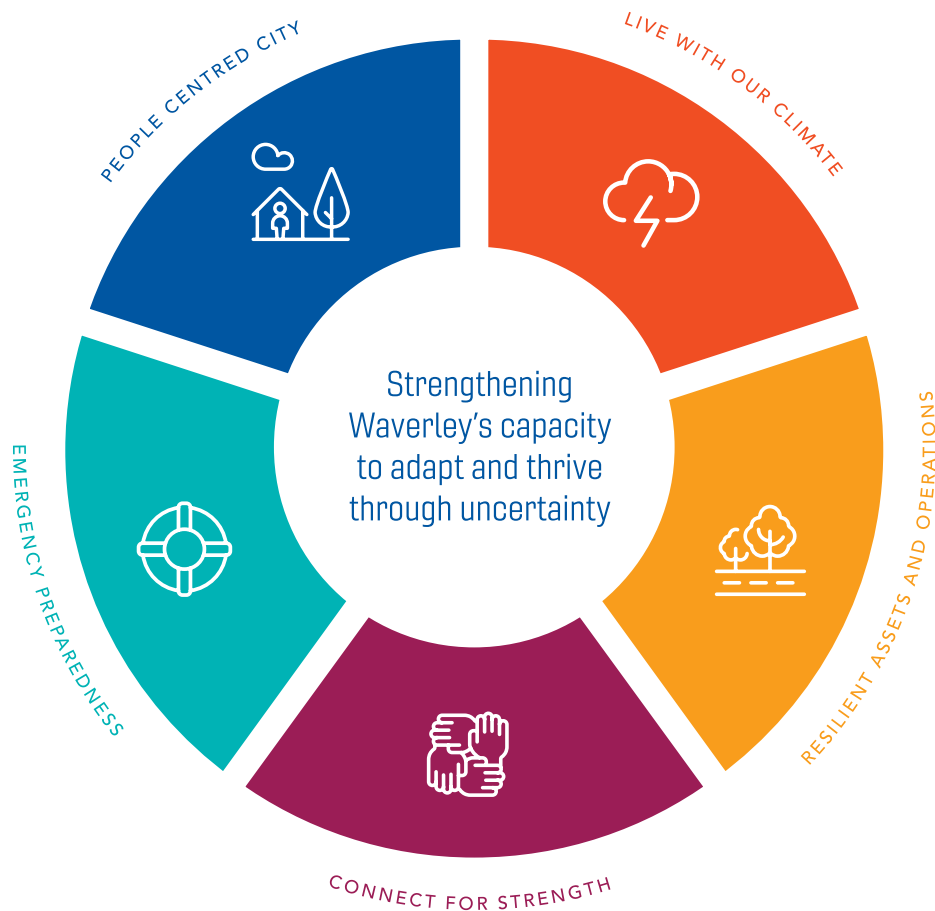 PEOPLE CENTRED CITY
LIVE WITH OUR CLIMATE
Strengthening
Waverley’s capacity
to adapt and thrive
through uncertainty
RESILIENT ASSETS AND OPERATIONS
EMERGENCY PREPAREDNESS
CONNECT FOR STRENGTH